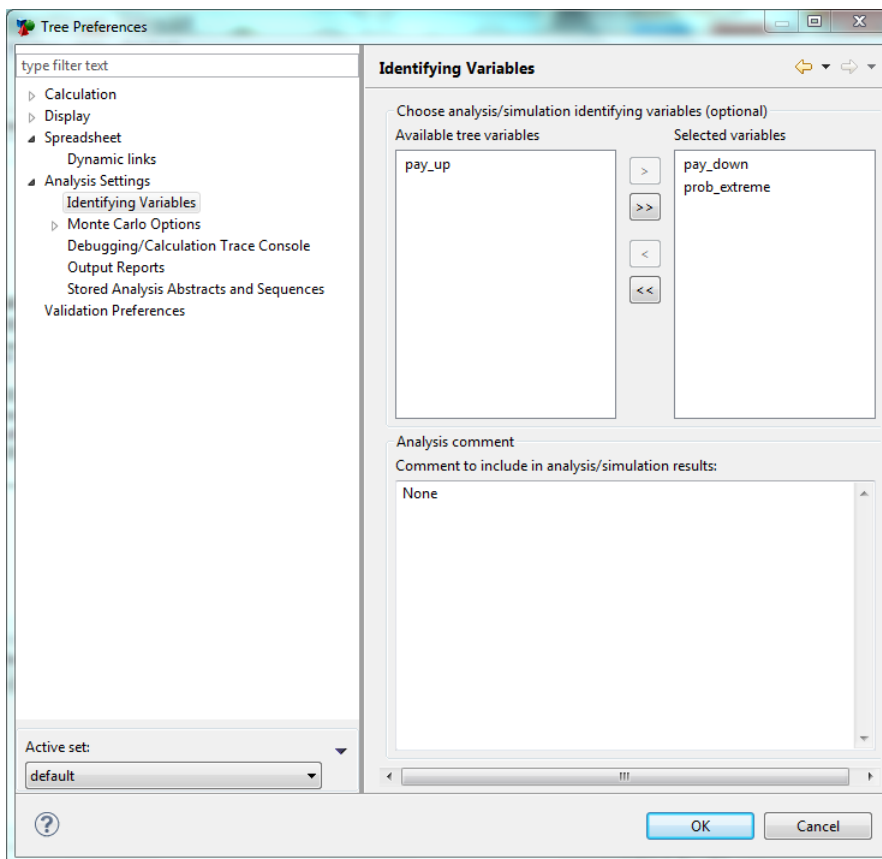 Tree Preferences
type filter text
Calculation
Display
Spreadsheet
Dynamic links
Analysis Settings
Identifying Variables
Monte Carlo Options
Debugging/Calculation Trace Console
Output Reports
Stored Analysis Abstracts and Sequences
Validation Preferences
Active set:
default
Identifying Variables
Choose analysis/simulation identifying variables (optional)
Available tree variables
pay_up
>
>>
<
<<
Selected variables
pay_down
prob_extreme
Analysis comment
Comment to include in analysis/simulation results:
None
?
OK
Cancel